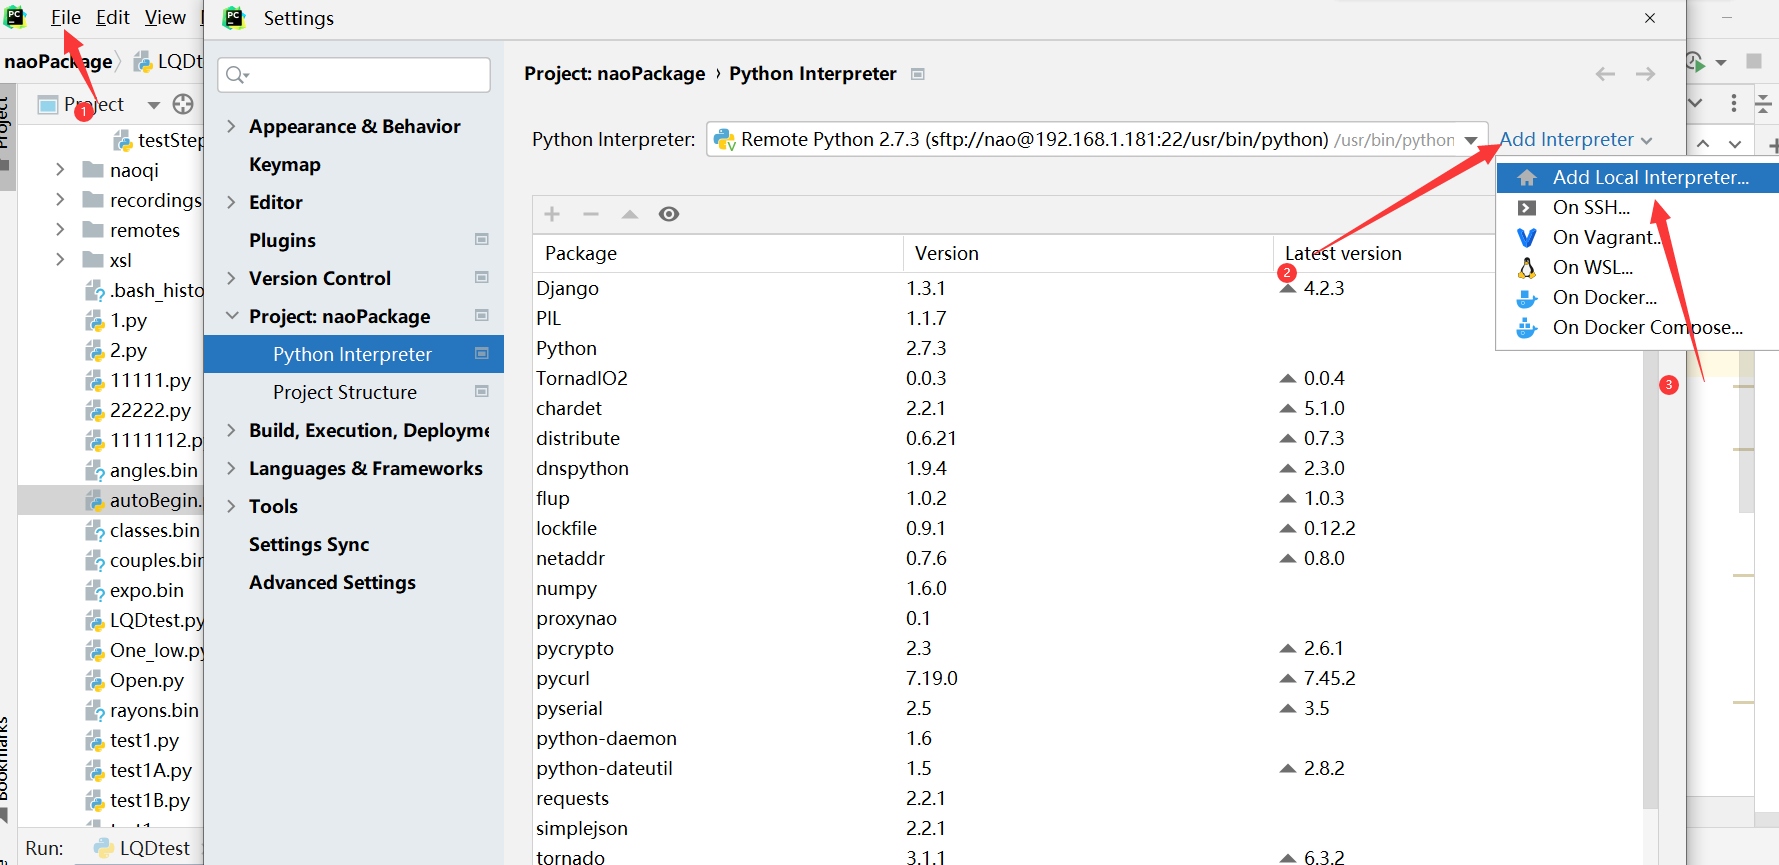 File Edit View
naoPackage LQDt
Project
Project
testStep
naoqi
recordings
remotes
xsl
.bash_histo
1.py
2.py
11111.py
22222.py
1111112.p
angles.bin
autoBegin.
classes.bin
couples.bin
expo.bin
LQDtest.py
One_low.py
Open.py
rayons.bin
test1.py
test1A.py
test1B.py
Bookmarks
Run: LQDtest
1
Settings
Appearance & Behavior
Keymap
Editor
Plugins
Version Control
Project: naoPackage
Python Interpreter
Project Structure
Build, Execution, Deployme
Languages & Frameworks
Tools
Settings Sync
Advanced Settings
Project: naoPackage › Python Interpreter
Python Interpreter: Remote Python 2.7.3 (sftp://nao@192.168.1.181:22/usr/bin/python) /usr/bin/python Add Interpreter
Add Local Interpreter...
On SSH...
On Vagrant..
On WSL...
On Docker...
On Docker Compose...
2
3
Package Version Latest version
Django 1.3.1 4.2.3
PIL 1.1.7
Python 2.7.3
TornadIO2 0.0.3 0.0.4
chardet 2.2.1 5.1.0
distribute 0.6.21 0.7.3
dnspython 1.9.4 2.3.0
flup 1.0.2 1.0.3
lockfile 0.9.1 0.12.2
netaddr 0.7.6 0.8.0
numpy 1.6.0
proxynao 0.1
pycrypto 2.3 2.6.1
pycurl 7.19.0 7.45.2
pyserial 2.5 3.5
python-daemon 1.6
python-dateutil 1.5 2.8.2
requests 2.2.1
simplejson 2.2.1
tornado 3.1.1 6.3.2